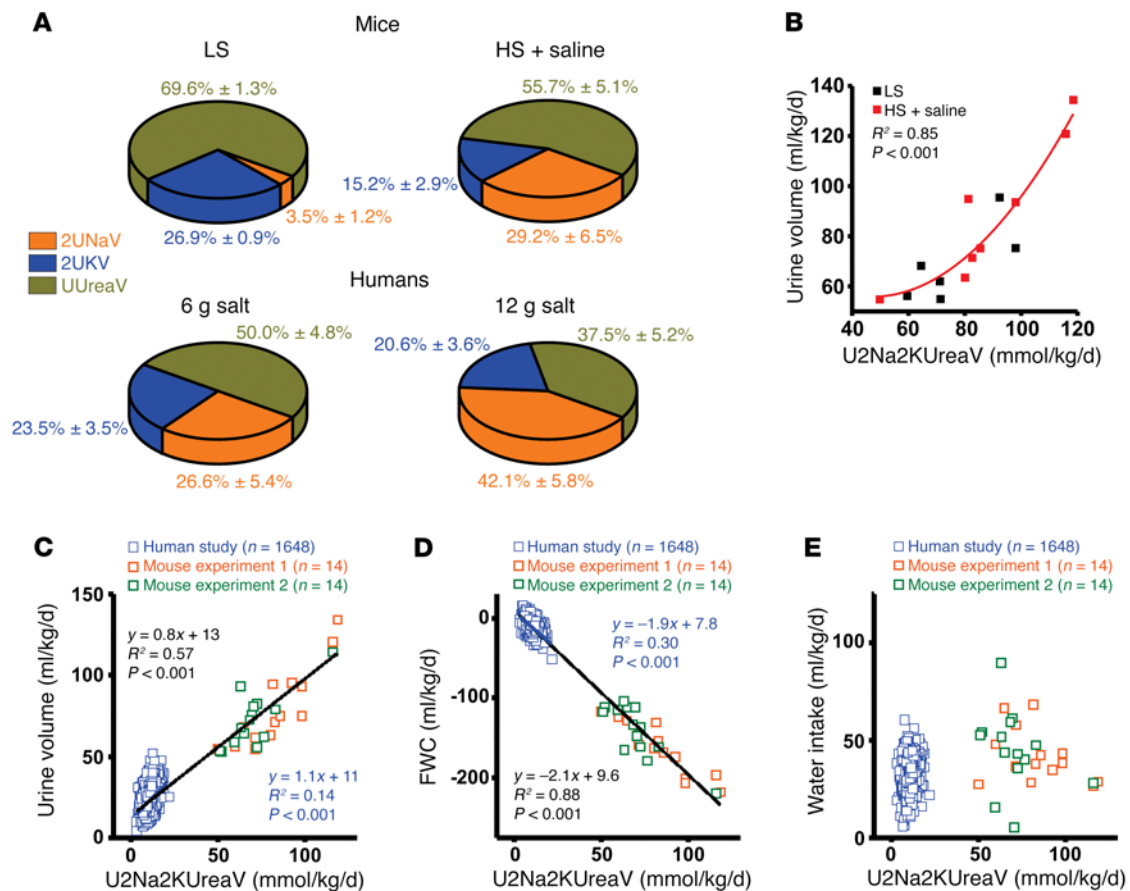 A
Mice
LS
HS + saline
69.6% ± 1.3%
55.7% ± 5.1%
15.2% ± 2.9%
3.5% ± 1.2%
26.9% ± 0.9%
29.2% ± 6.5%
2UNaV
2UKV
UUreaV
Humans
6 g salt
12 g salt
50.0% ± 4.8%
20.6% ± 3.6%
37.5% ± 5.2%
23.5% ± 3.5%
26.6% ± 5.4%
42.1% ± 5.8%
B
LS
HS + saline
R² = 0.85
P < 0.001
Urine volume (ml/kg/d)
140
120
100
80
60
40 60 80 100 120
U2Na2KUreaV (mmol/kg/d)
C
Human study (n = 1648)
Mouse experiment 1 (n = 14)
Mouse experiment 2 (n = 14)
y = 0.8x + 13
R² = 0.57
P < 0.001
y = 1.1x + 11
R² = 0.14
P < 0.001
Urine volume (ml/kg/d)
150
100
50
0
0 50 100
U2Na2KUreaV (mmol/kg/d)
D
Human study (n = 1648)
Mouse experiment 1 (n = 14)
Mouse experiment 2 (n = 14)
y = −1.9x + 7.8
R² = 0.30
P < 0.001
y = −2.1x + 9.6
R² = 0.88
P < 0.001
FWC (ml/kg/d)
0
-100
-200
0 50 100
U2Na2KUreaV (mmol/kg/d)
E
Human study (n = 1648)
Mouse experiment 1 (n = 14)
Mouse experiment 2 (n = 14)
Water intake (ml/kg/d)
100
50
0
0 50 100
U2Na2KUreaV (mmol/kg/d)